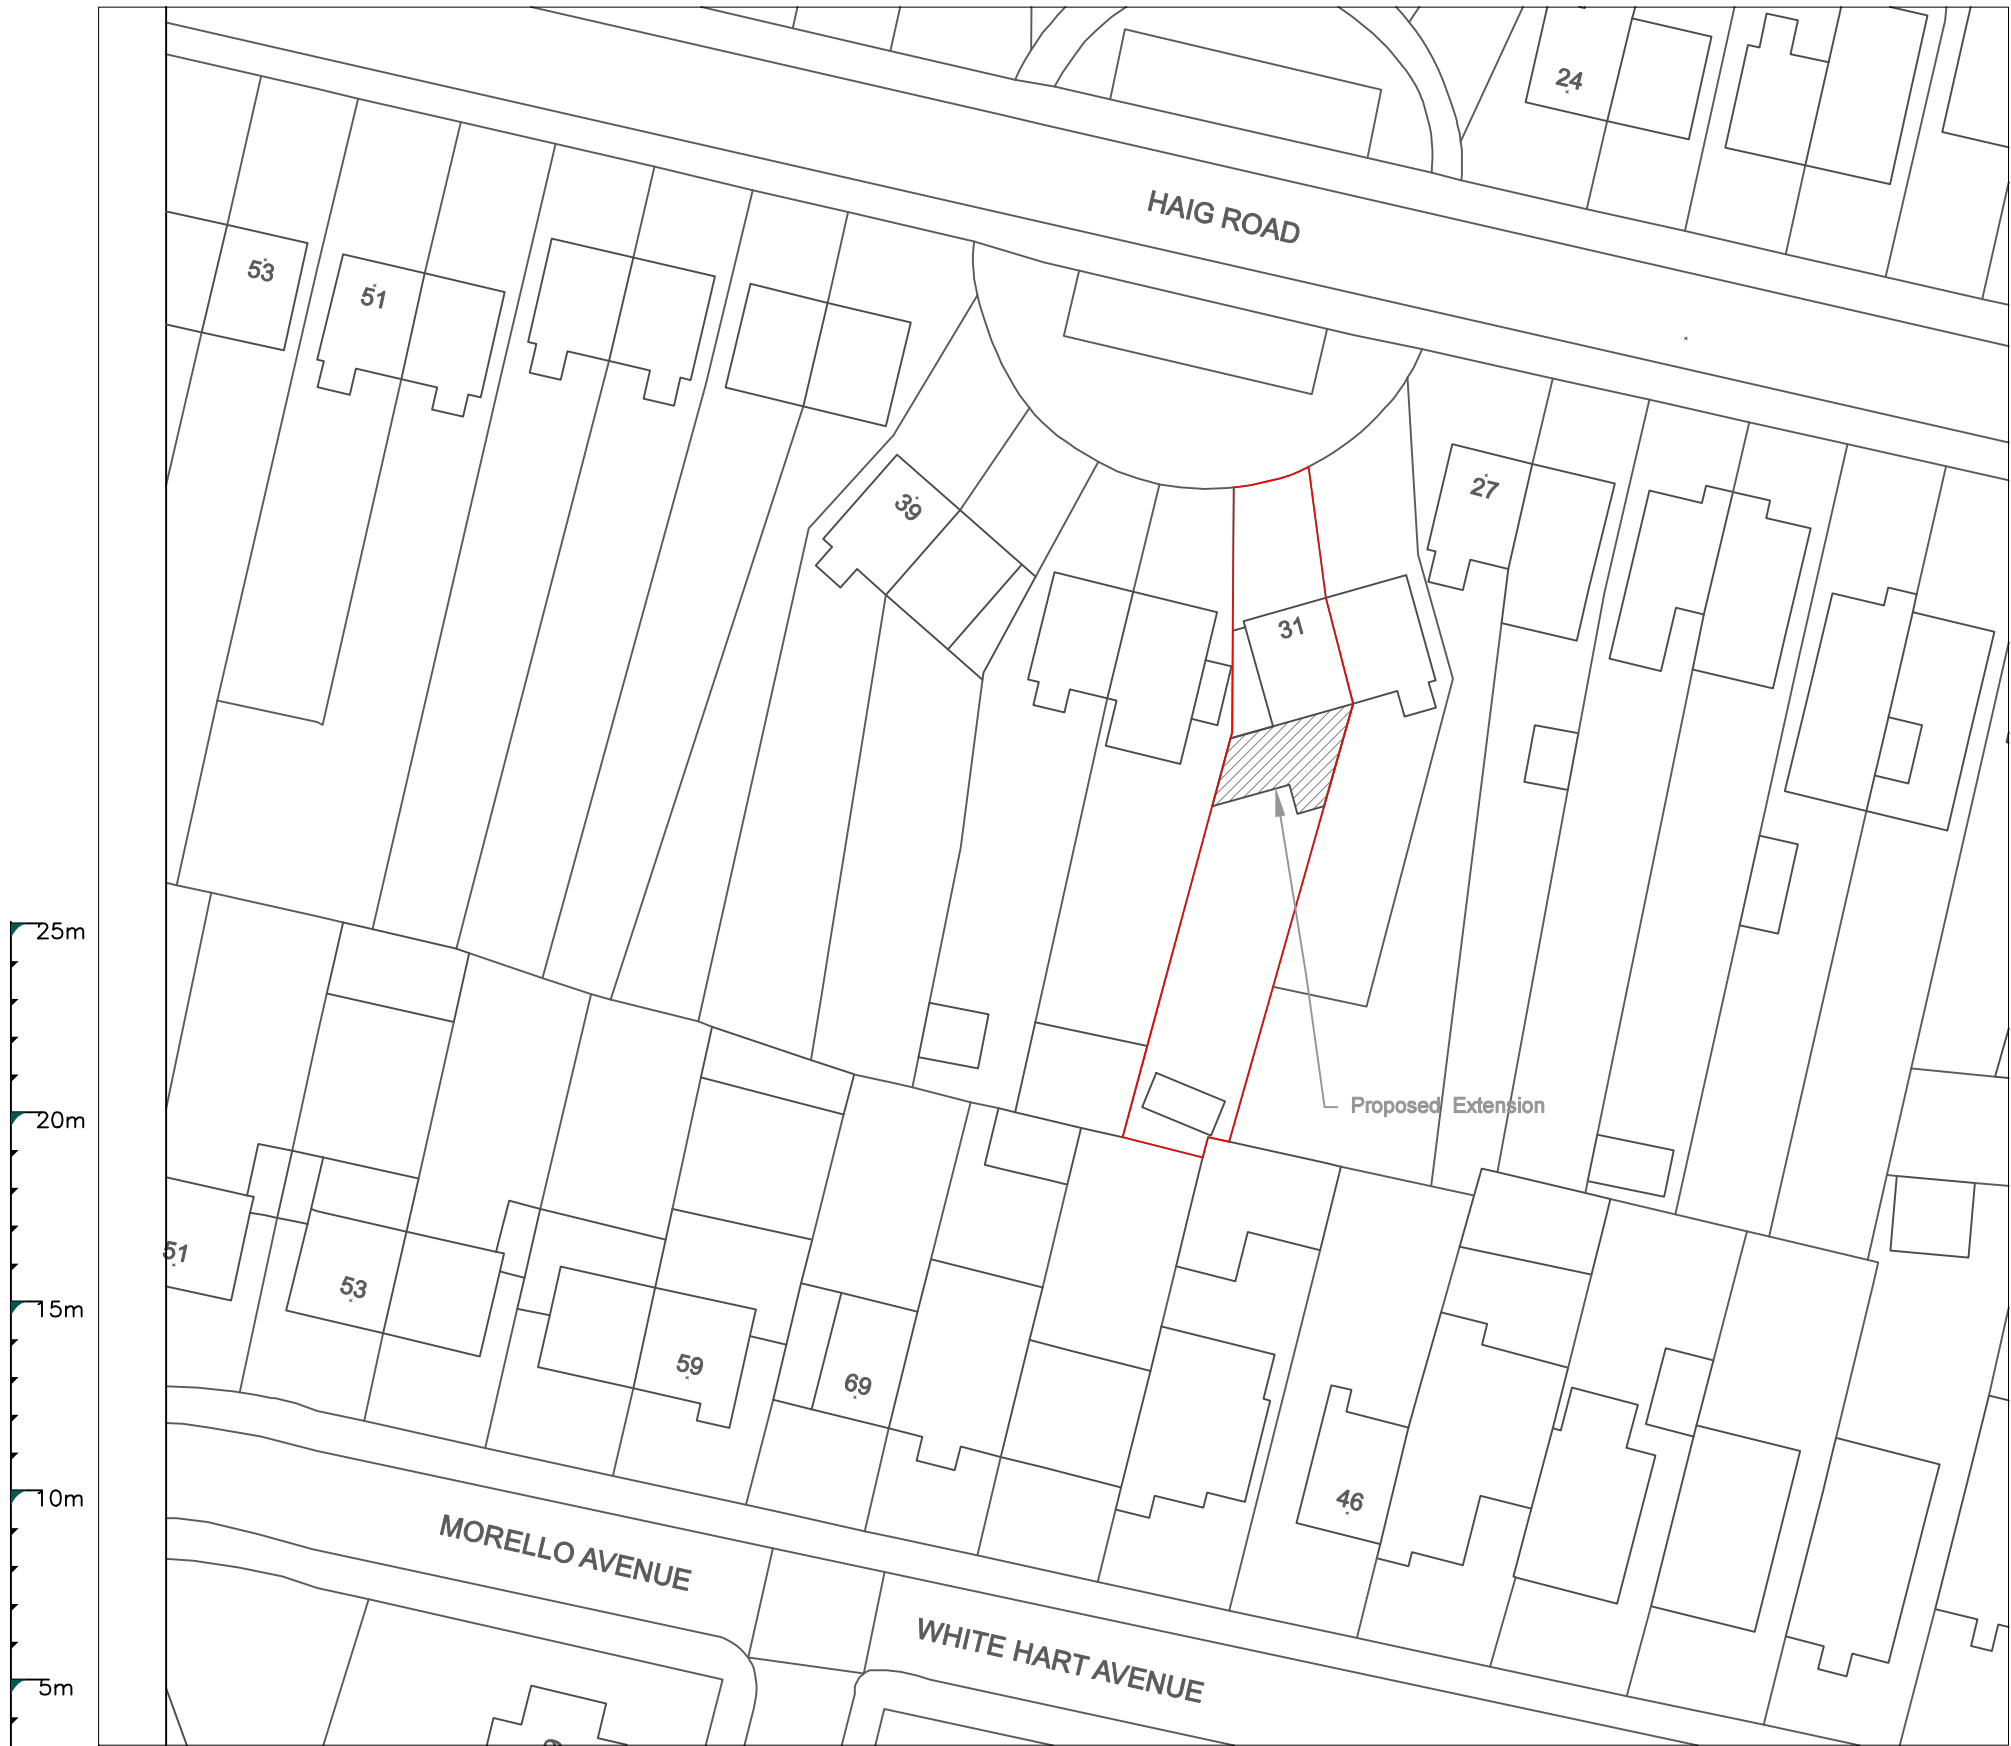 24
HAIG ROAD
53
51
39
27
31
25m
Proposed Extension
20m
51
53
15m
59
69
10m
46
MORELLO AVENUE
WHITE HART AVENUE
5m